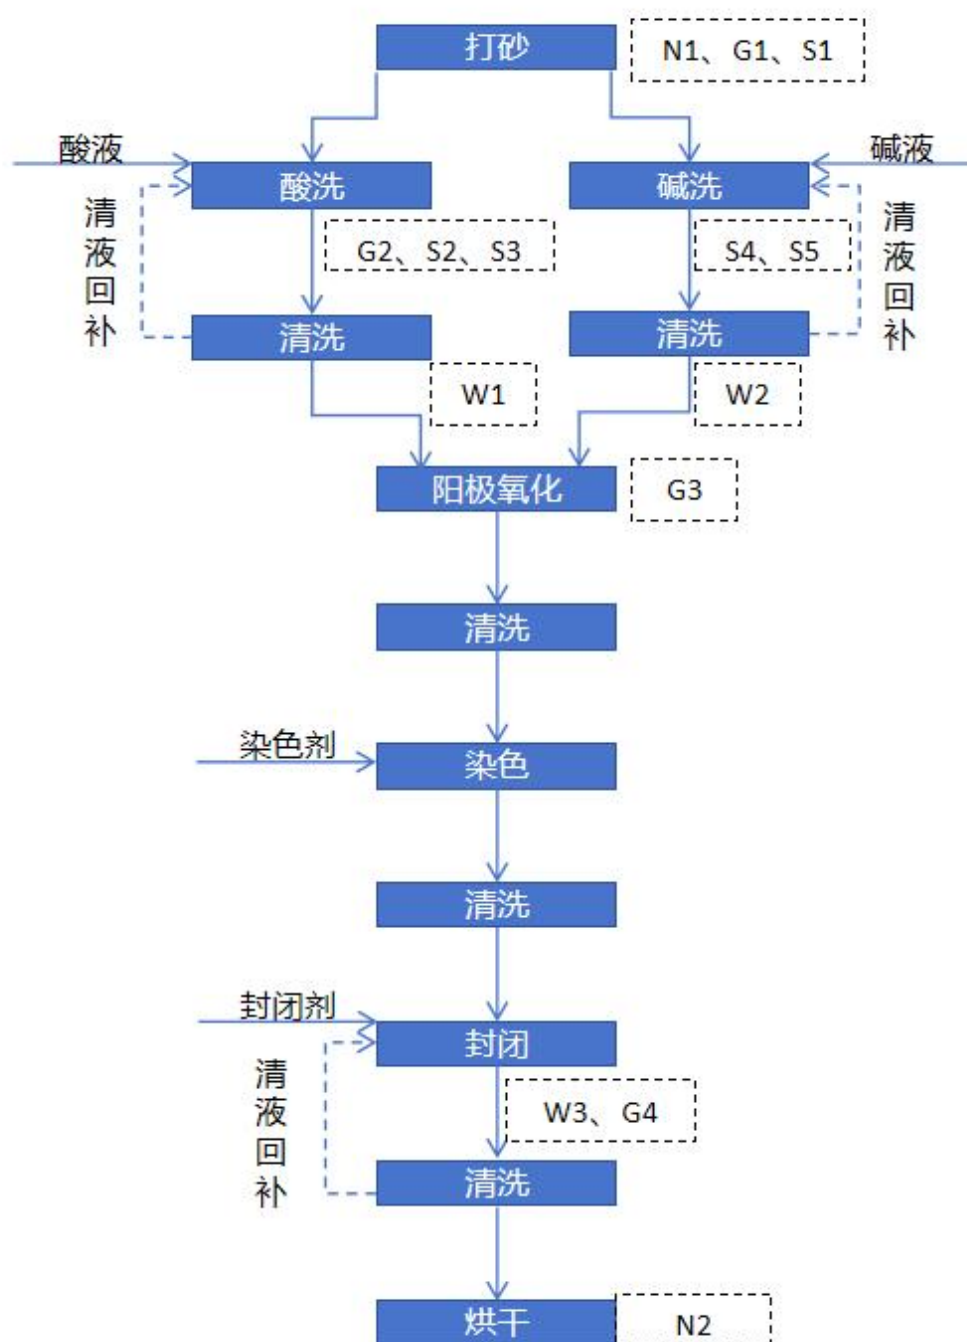 打砂
N1、G1、S1
酸液
碱液
酸洗
碱洗
清液回补
G2、S2、S3
S4、S5
清液回补
清洗
清洗
W1
W2
阳极氧化
G3
清洗
染色剂
染色
清洗
封闭剂
封闭
清液回补
W3、G4
清洗
烘干
N2